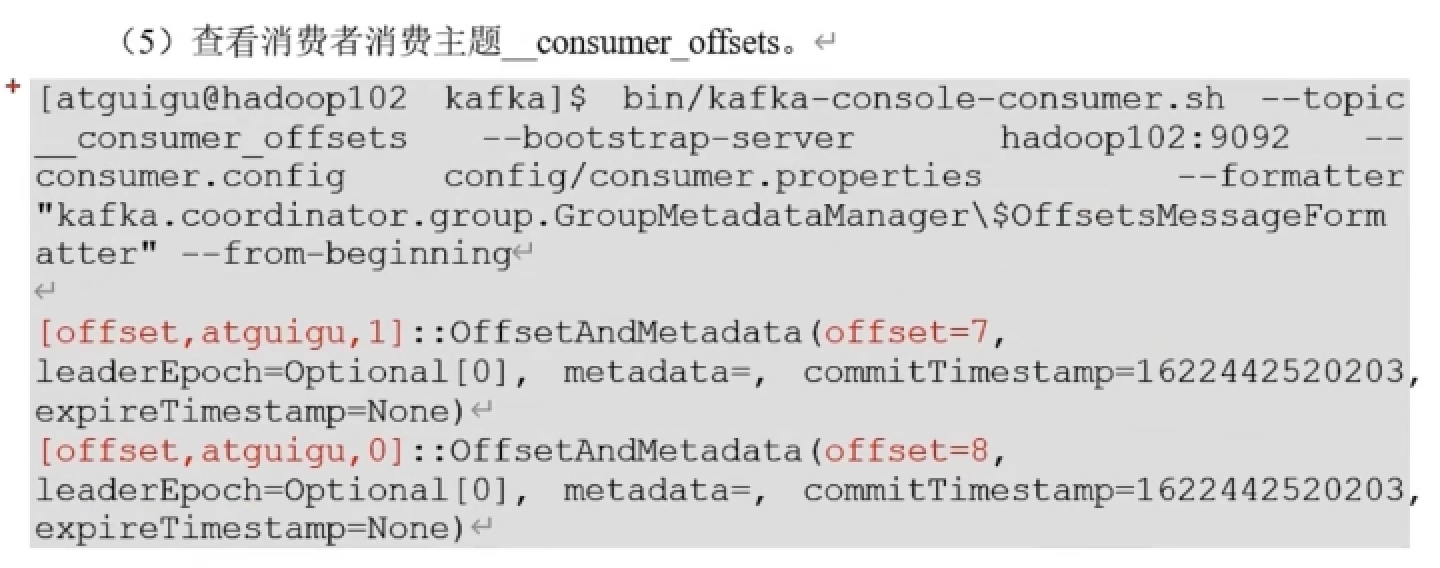 （5）查看消费者消费主题__consumer_offsets。↵
[atguigu@hadoop102 kafka]$ bin/kafka-console-consumer.sh --topic
__consumer_offsets --bootstrap-server hadoop102:9092 --
consumer.config config/consumer.properties --formatter
"kafka.coordinator.group.GroupMetadataManager\$OffsetsMessageForm
atter" --from-beginning↵
↵
[offset,atguigu,1]::OffsetAndMetadata(offset=7,
leaderEpoch=Optional[0], metadata=, commitTimestamp=1622442520203,
expireTimestamp=None)↵
[offset,atguigu,0]::OffsetAndMetadata(offset=8,
leaderEpoch=Optional[0], metadata=, commitTimestamp=1622442520203,
expireTimestamp=None)↵